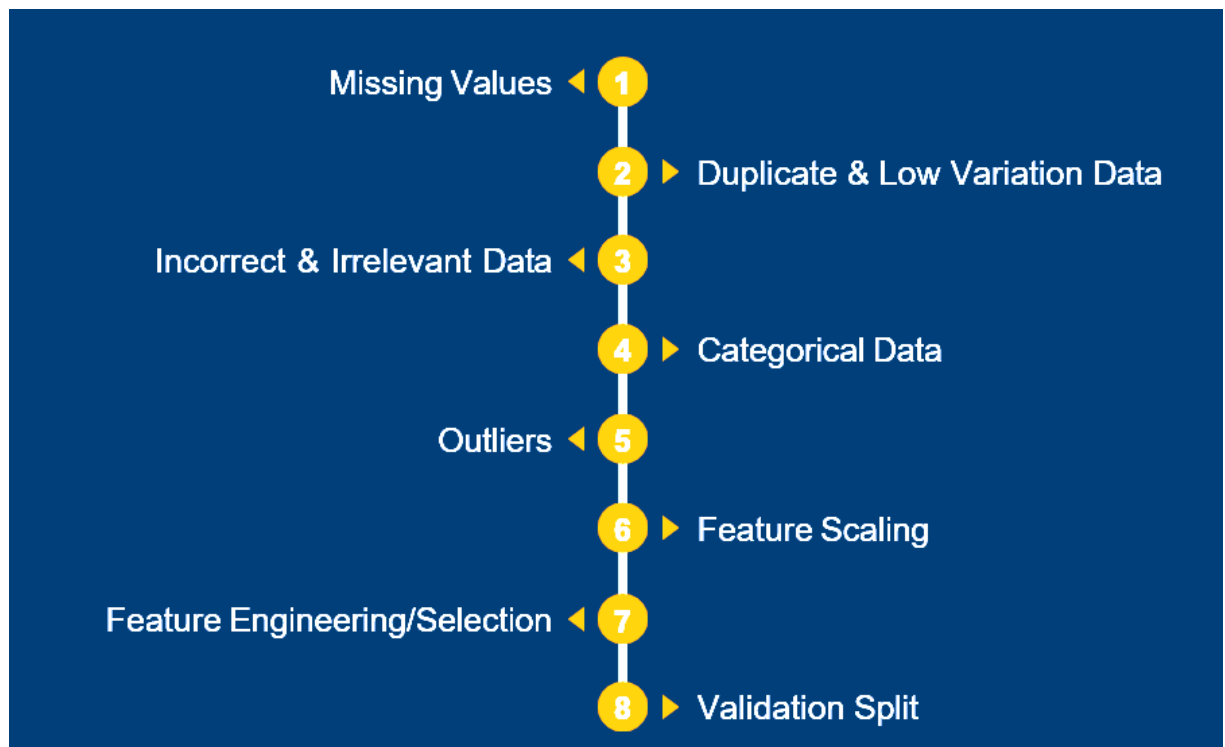 Missing Values 1
2 Duplicate & Low Variation Data
Incorrect & Irrelevant Data 3
4 Categorical Data
Outliers 5
6 Feature Scaling
Feature Engineering/Selection 7
8 Validation Split